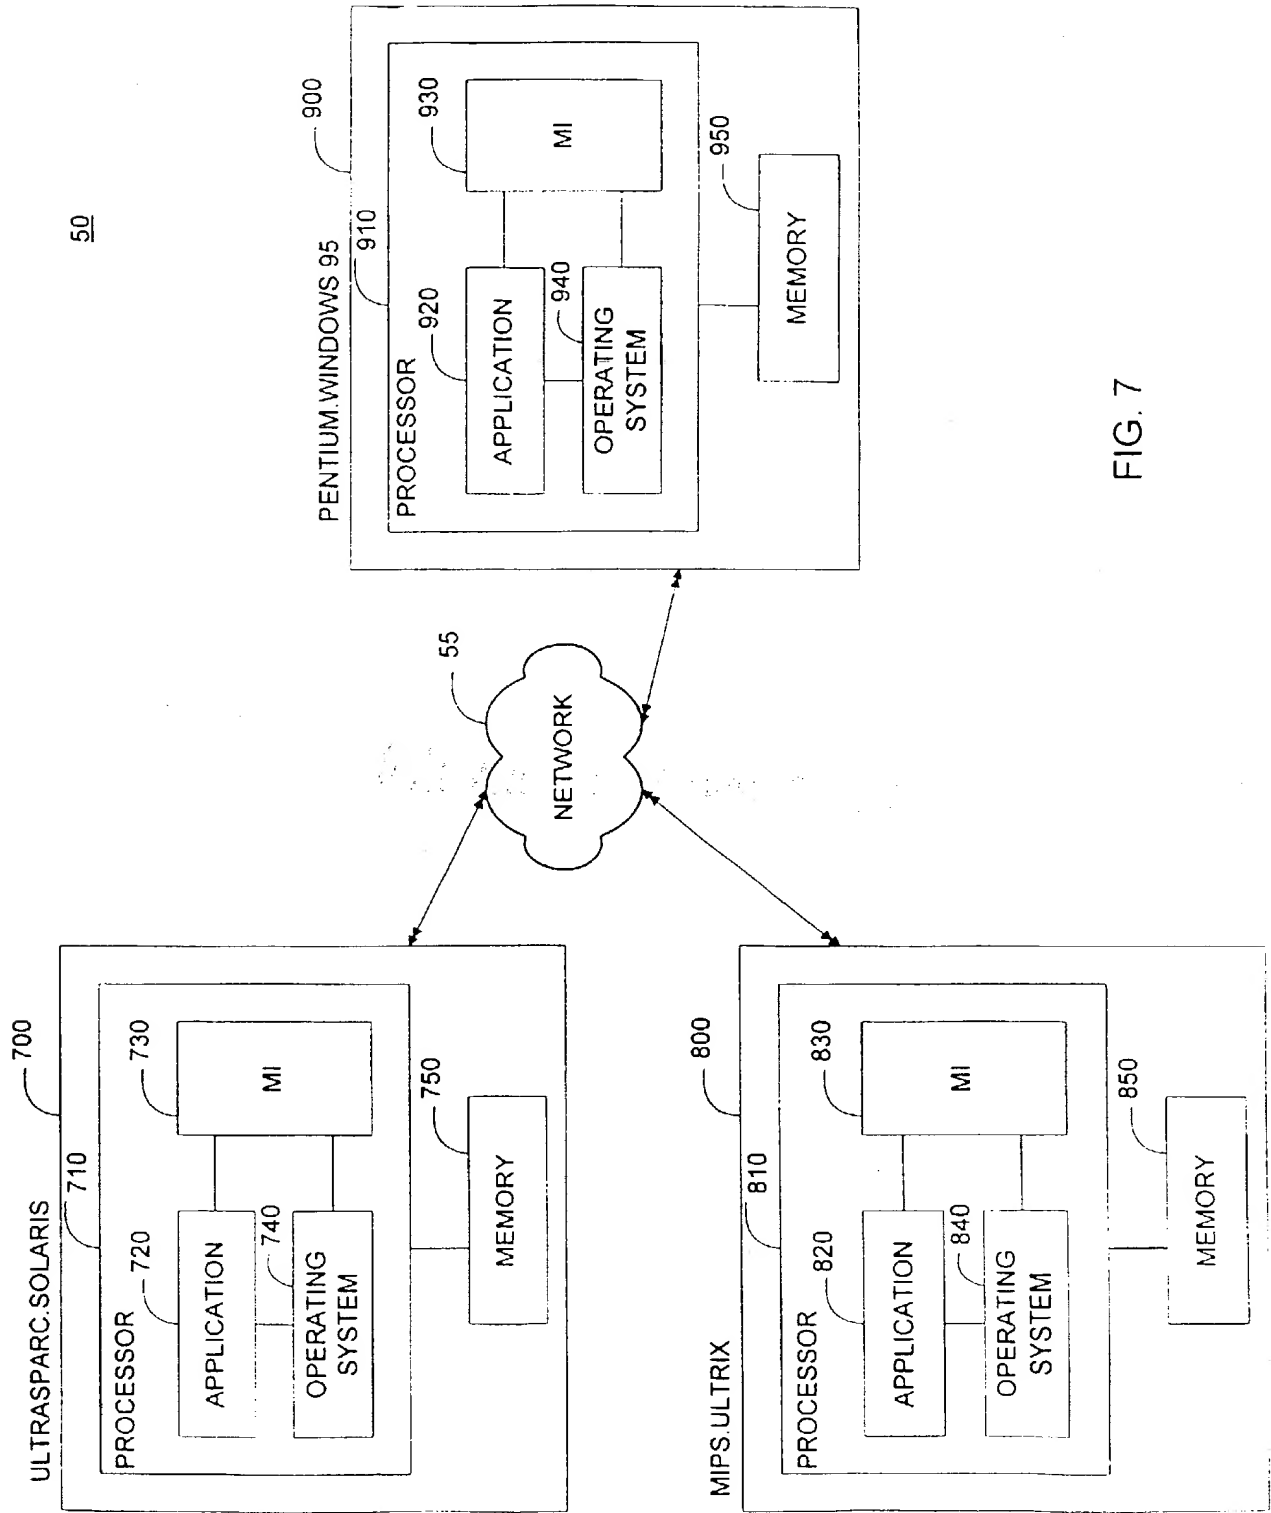 50
ULTRASPARC.SOLARIS
700
710
PROCESSOR
720
730
APPLICATION
MI
740
OPERATING
SYSTEM
750
MEMORY
55
NETWORK
PENTIUM.WINDOWS 95
900
910
PROCESSOR
920
930
APPLICATION
MI
940
OPERATING
SYSTEM
950
MEMORY
MIPS.ULTRIX
800
810
PROCESSOR
820
830
APPLICATION
MI
840
OPERATING
SYSTEM
850
MEMORY
FIG. 7